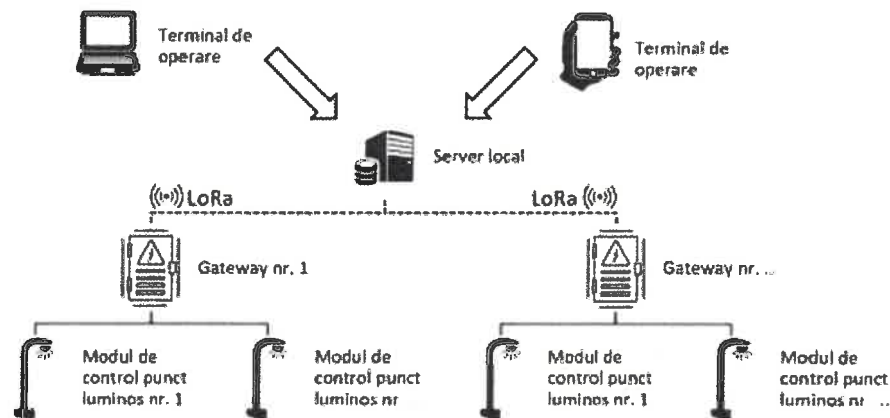 Terminal de
operare
Terminal de
operare
Server local
LoRa
LoRa
Gateway nr. 1
Gateway nr. ...
Modul de
control punct
luminos nr. 1
Modul de
control punct
luminos nr
Modul de
control punct
luminos nr. 1
Modul de
control punct
luminos nr. ...